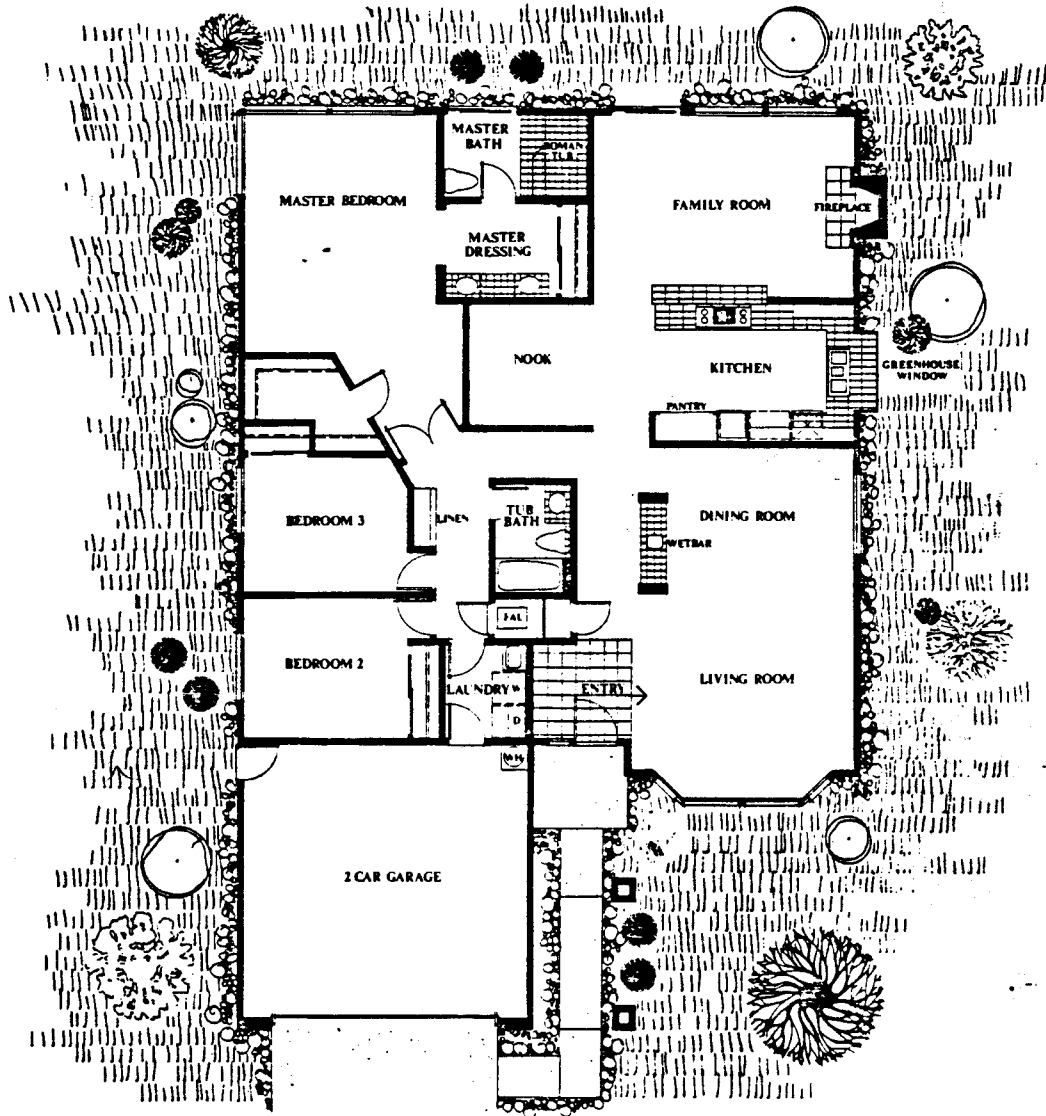 MASTER
BATH
ROMAN
TUB
MASTER BEDROOM
FAMILY ROOM
FIREPLACE
MASTER
DRESSING
NOOK
KITCHEN
GREENHOUSE
WINDOW
PANTRY
BEDROOM 3
LINEN
TUB
BATH
DINING ROOM
WETBAR
FAU
BEDROOM 2
LAUNDRY
W
ENTRY
LIVING ROOM
D
WH
2 CAR GARAGE